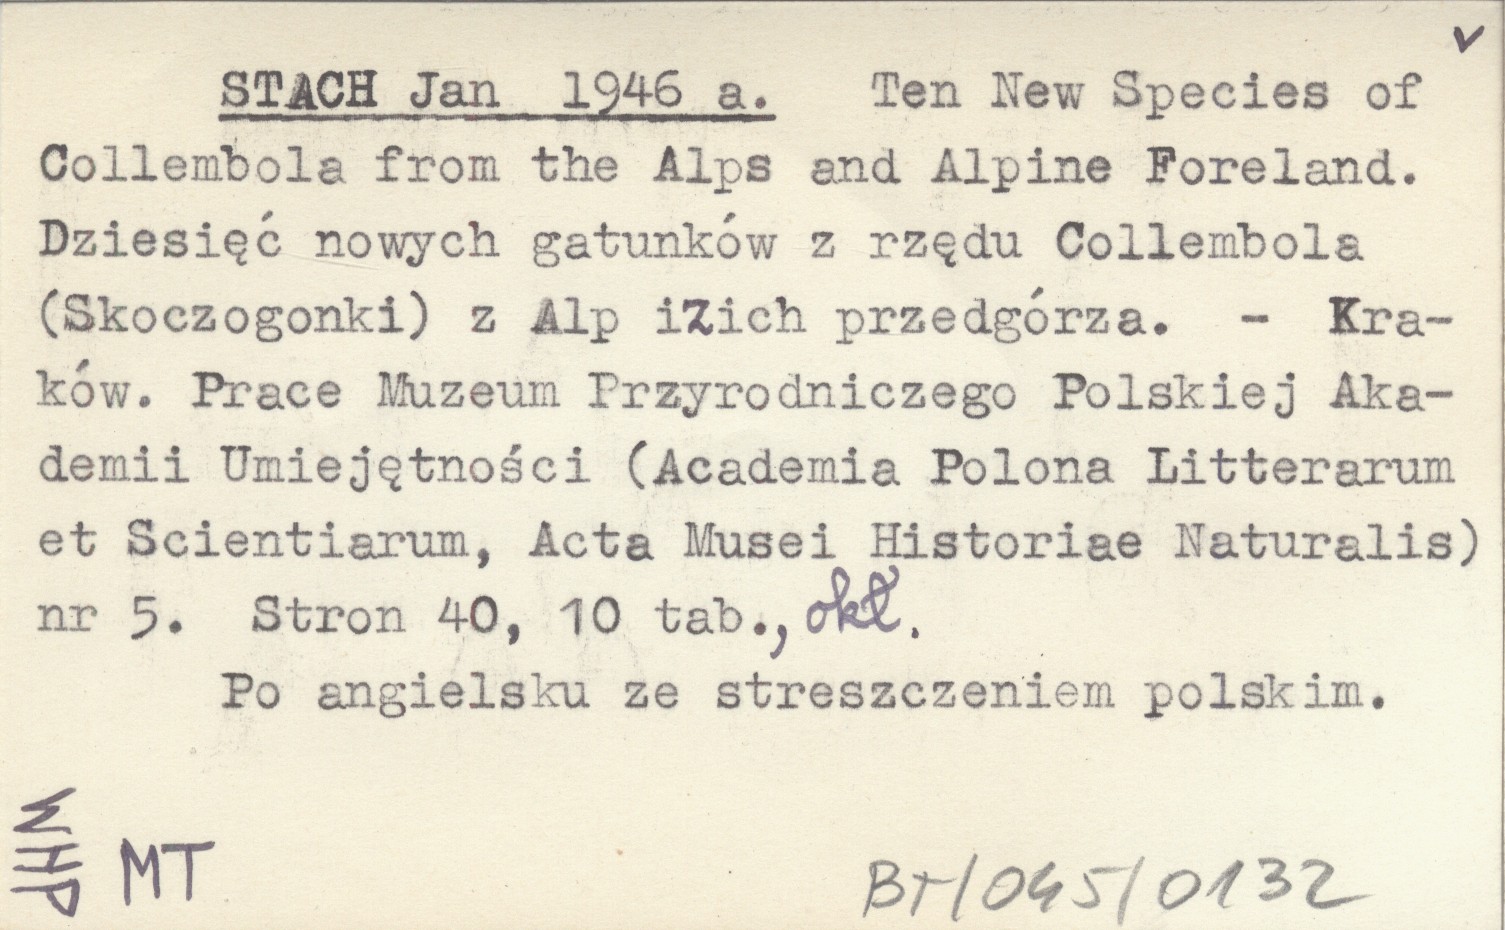 STACH Jan 1946 a. Ten New Species of
Collembola from the Alps and Alpine Foreland.
Dziesięć nowych gatunków z rzędu Collembola
(Skoczogonki) z Alp i z ich przedgórza. - Kra-
ków. Prace Muzeum Przyrodniczego Polskiej Aka-
demii Umiejętności (Academia Polona Litterarum
et Scientiarum, Acta Musei Historiae Naturalis)
nr 5. Stron 40, 10 tab., okł.
Po angielsku ze streszczeniem polskim.
WHP MT
BT/045/0132